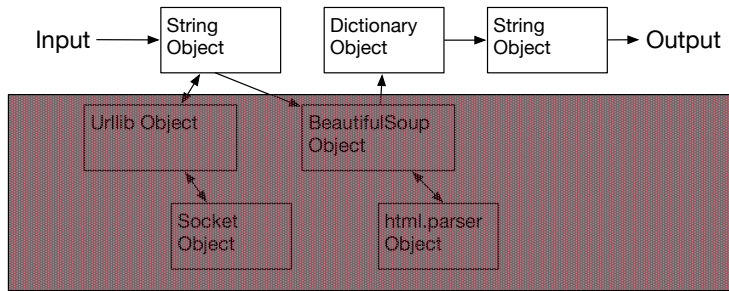 Input
String
Object
Dictionary
Object
String
Object
Output
Urllib Object
BeautifulSoup
Object
Socket
Object
html.parser
Object